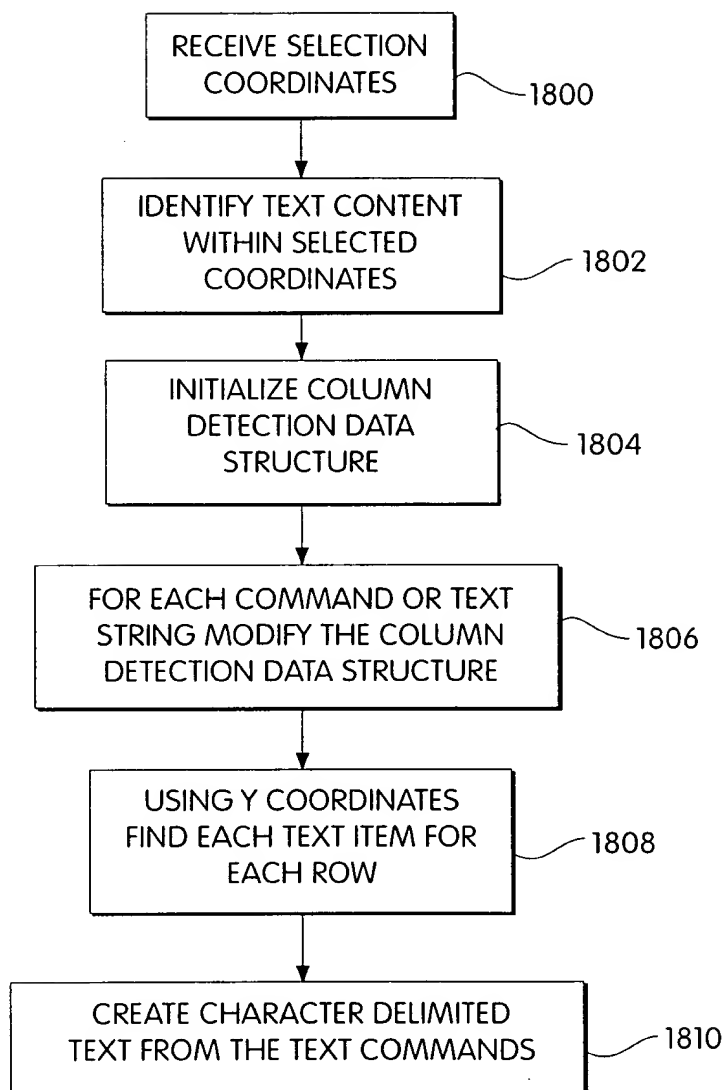 RECEIVE SELECTION
COORDINATES
1800
IDENTIFY TEXT CONTENT
WITHIN SELECTED
COORDINATES
1802
INITIALIZE COLUMN
DETECTION DATA
STRUCTURE
1804
FOR EACH COMMAND OR TEXT
STRING MODIFY THE COLUMN
DETECTION DATA STRUCTURE
1806
USING Y COORDINATES
FIND EACH TEXT ITEM FOR
EACH ROW
1808
CREATE CHARACTER DELIMITED
TEXT FROM THE TEXT COMMANDS
1810